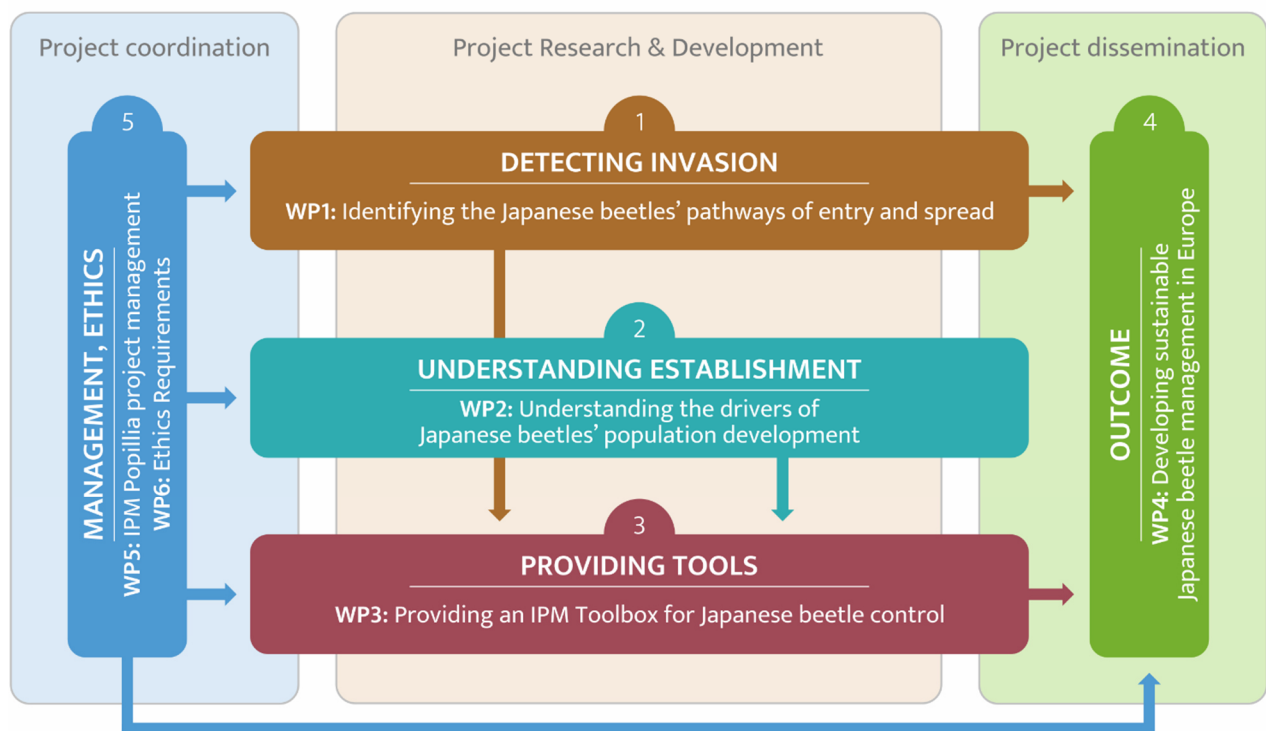 Project coordination
Project Research & Development
Project dissemination
5
MANAGEMENT, ETHICS
WP5: IPM Popillia project management
WP6: Ethics Requirements
1
DETECTING INVASION
WP1: Identifying the Japanese beetles’ pathways of entry and spread
2
UNDERSTANDING ESTABLISHMENT
WP2: Understanding the drivers of
Japanese beetles’ population development
3
PROVIDING TOOLS
WP3: Providing an IPM Toolbox for Japanese beetle control
4
OUTCOME
WP4: Developing sustainable
Japanese beetle management in Europe